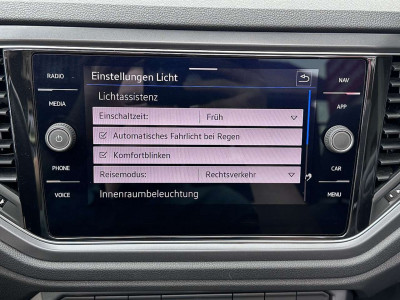 RADIO
MEDIA
PHONE
VOICE
Einstellungen Licht
Lichtassistenz
Einschaltzeit: Früh
Automatisches Fahrlicht bei Regen
Komfortblinken
Reisemodus: Rechtsverkehr
Innenraumbeleuchtung
NAV
APP
CAR
MENU